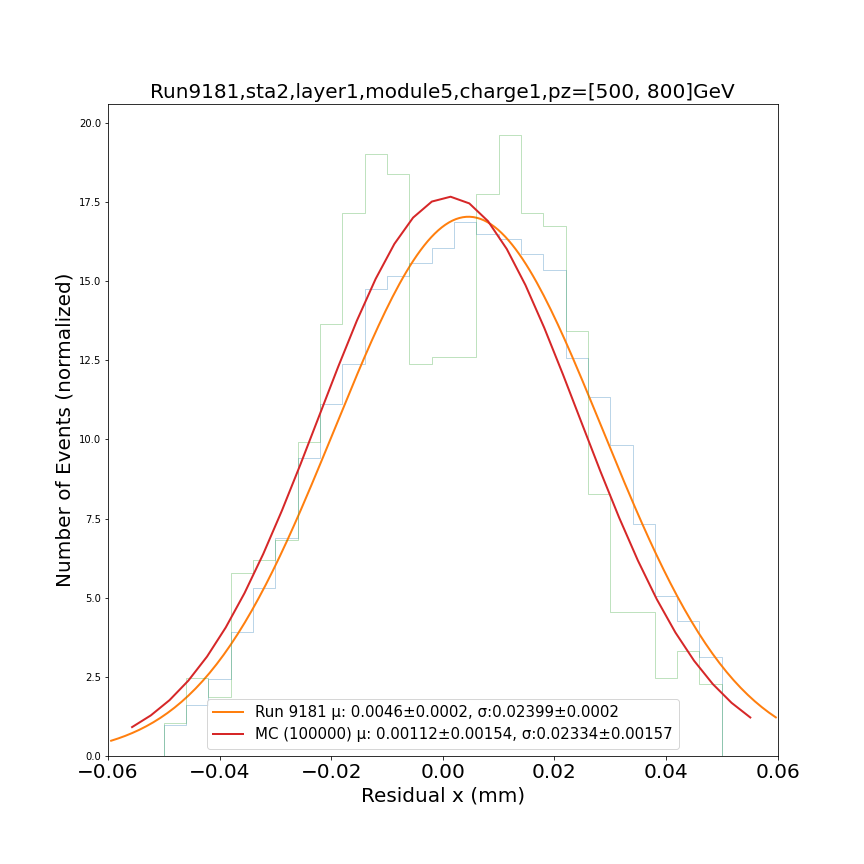 Run9181,sta2,layer1,module5,charge1,pz=[500, 800]GeV
Number of Events (normalized)
20.0
17.5
15.0
12.5
10.0
7.5
5.0
2.5
0.0
Run 9181 μ: 0.0046±0.0002, σ:0.02399±0.0002
MC (100000) μ: 0.00112±0.00154, σ:0.02334±0.00157
−0.06 −0.04 −0.02 0.00 0.02 0.04 0.06
Residual x (mm)